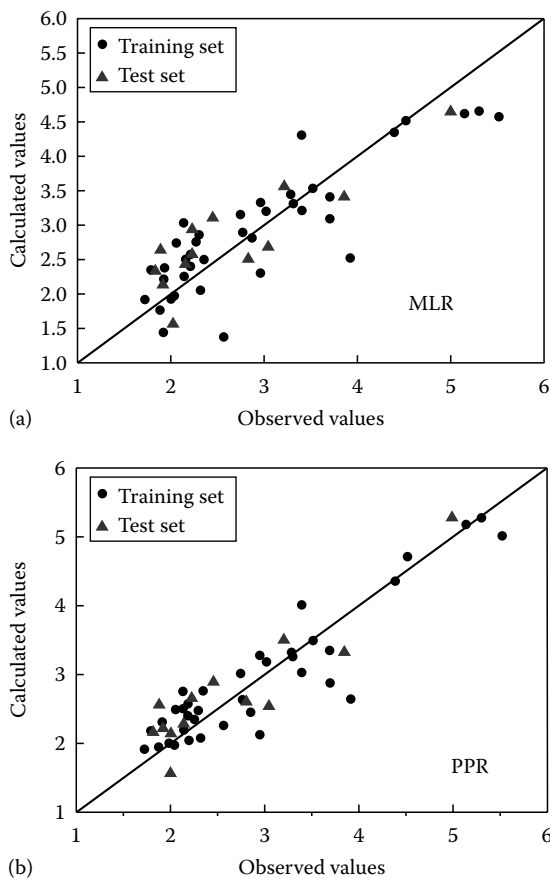 6.0
5.5
5.0
4.5
4.0
3.5
3.0
2.5
2.0
1.5
1.0
Calculated values
Training set
Test set
MLR
1 2 3 4 5 6
Observed values
(a)
6
5
4
3
2
1
Calculated values
Training set
Test set
PPR
1 2 3 4 5 6
Observed values
(b)